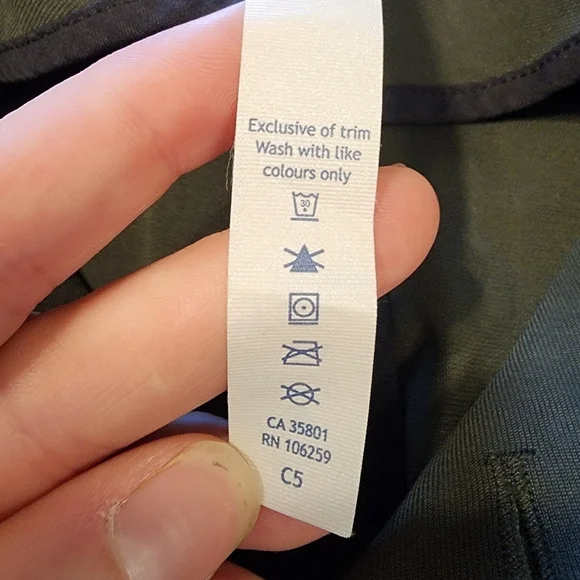 Exclusive of trim
Wash with like
colours only
30
CA 35801
RN 106259
C5